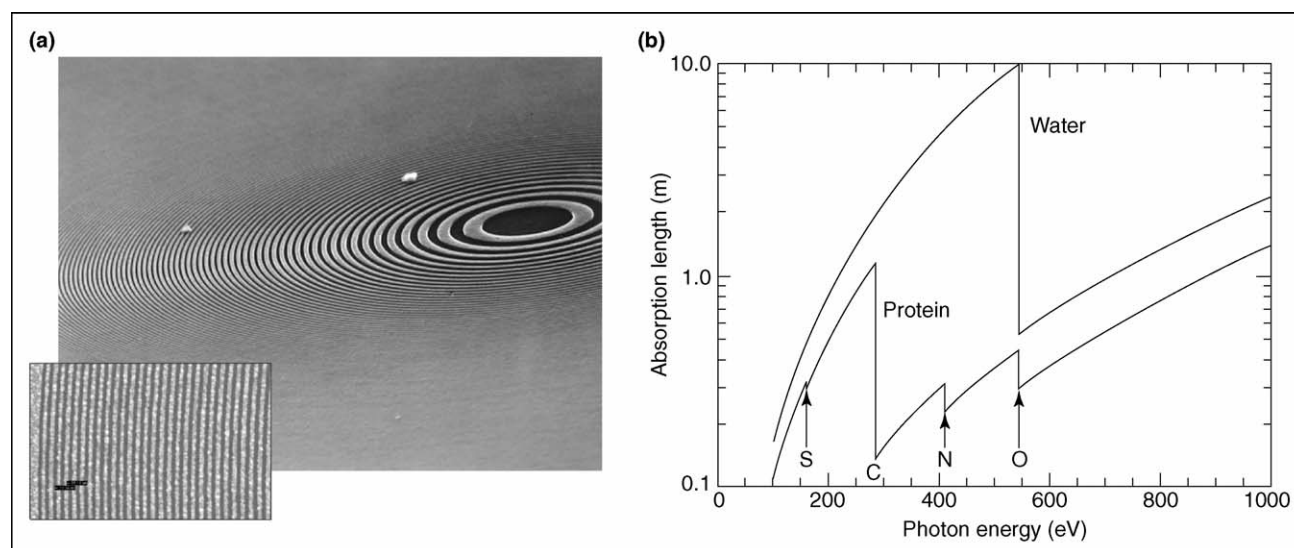 (a)
(b)
10.0
1.0
0.1
Absorption length (m)
Water
Protein
S
C
N
O
0
200
400
600
800
1000
Photon energy (eV)